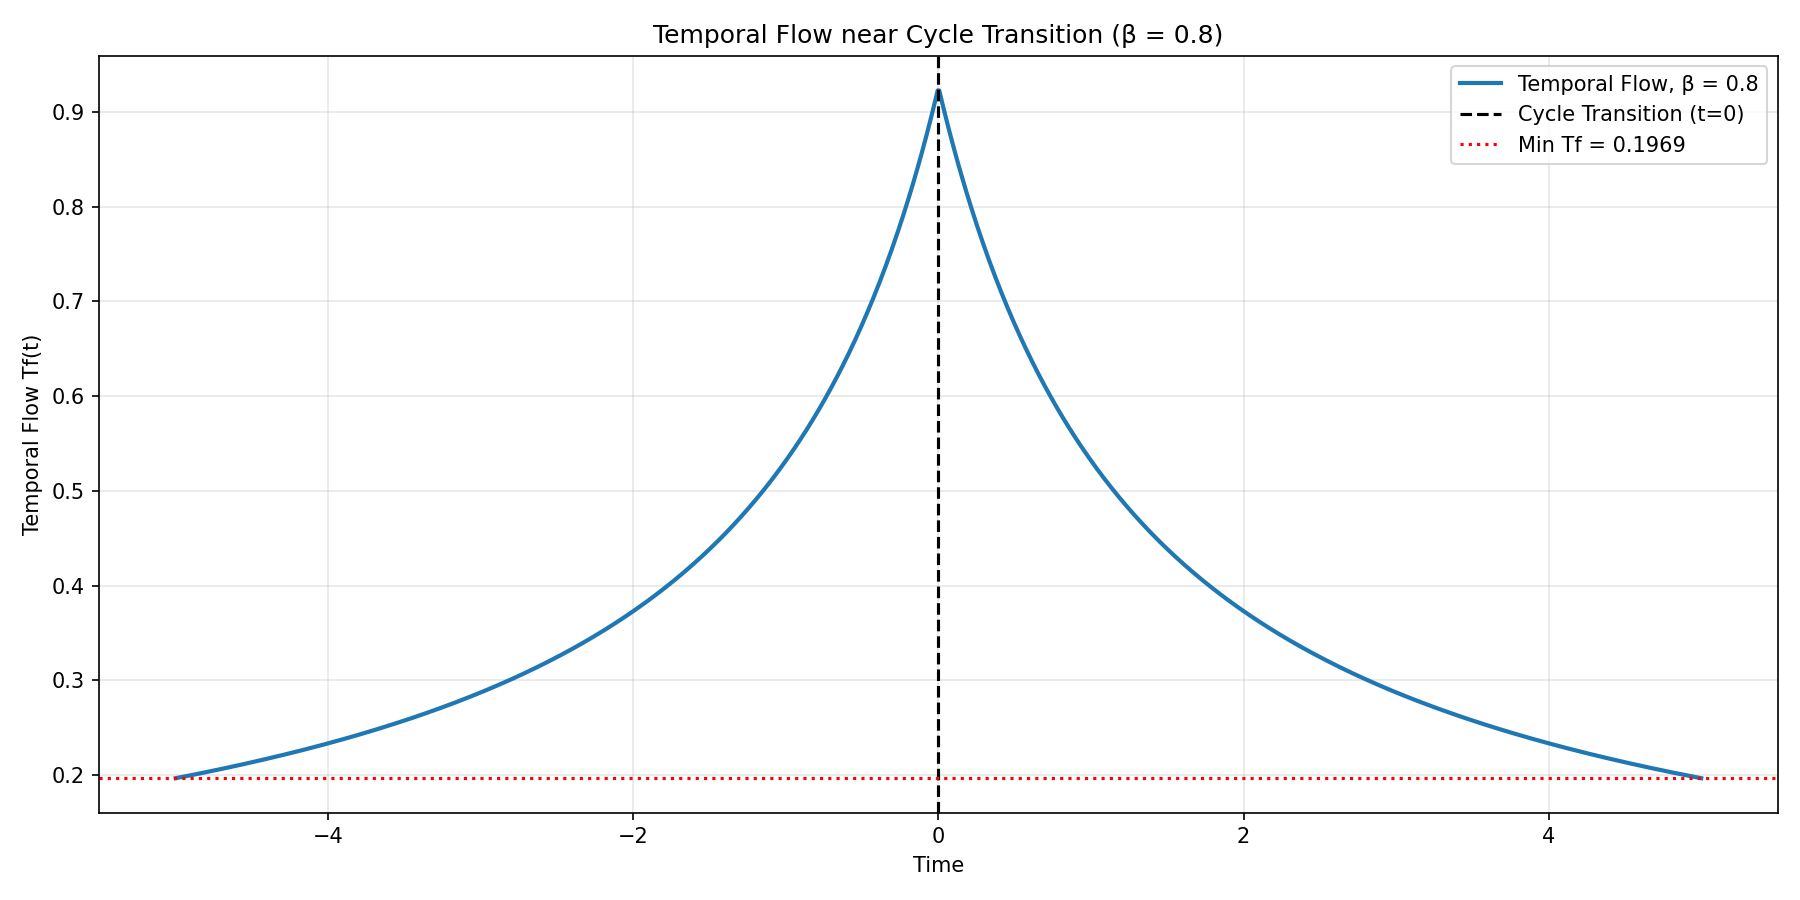 Temporal Flow near Cycle Transition (β = 0.8)
Temporal Flow, β = 0.8
Cycle Transition (t=0)
Min Tf = 0.1969
Temporal Flow Tf(t)
0.9
0.8
0.7
0.6
0.5
0.4
0.3
0.2
−4 −2 0 2 4
Time